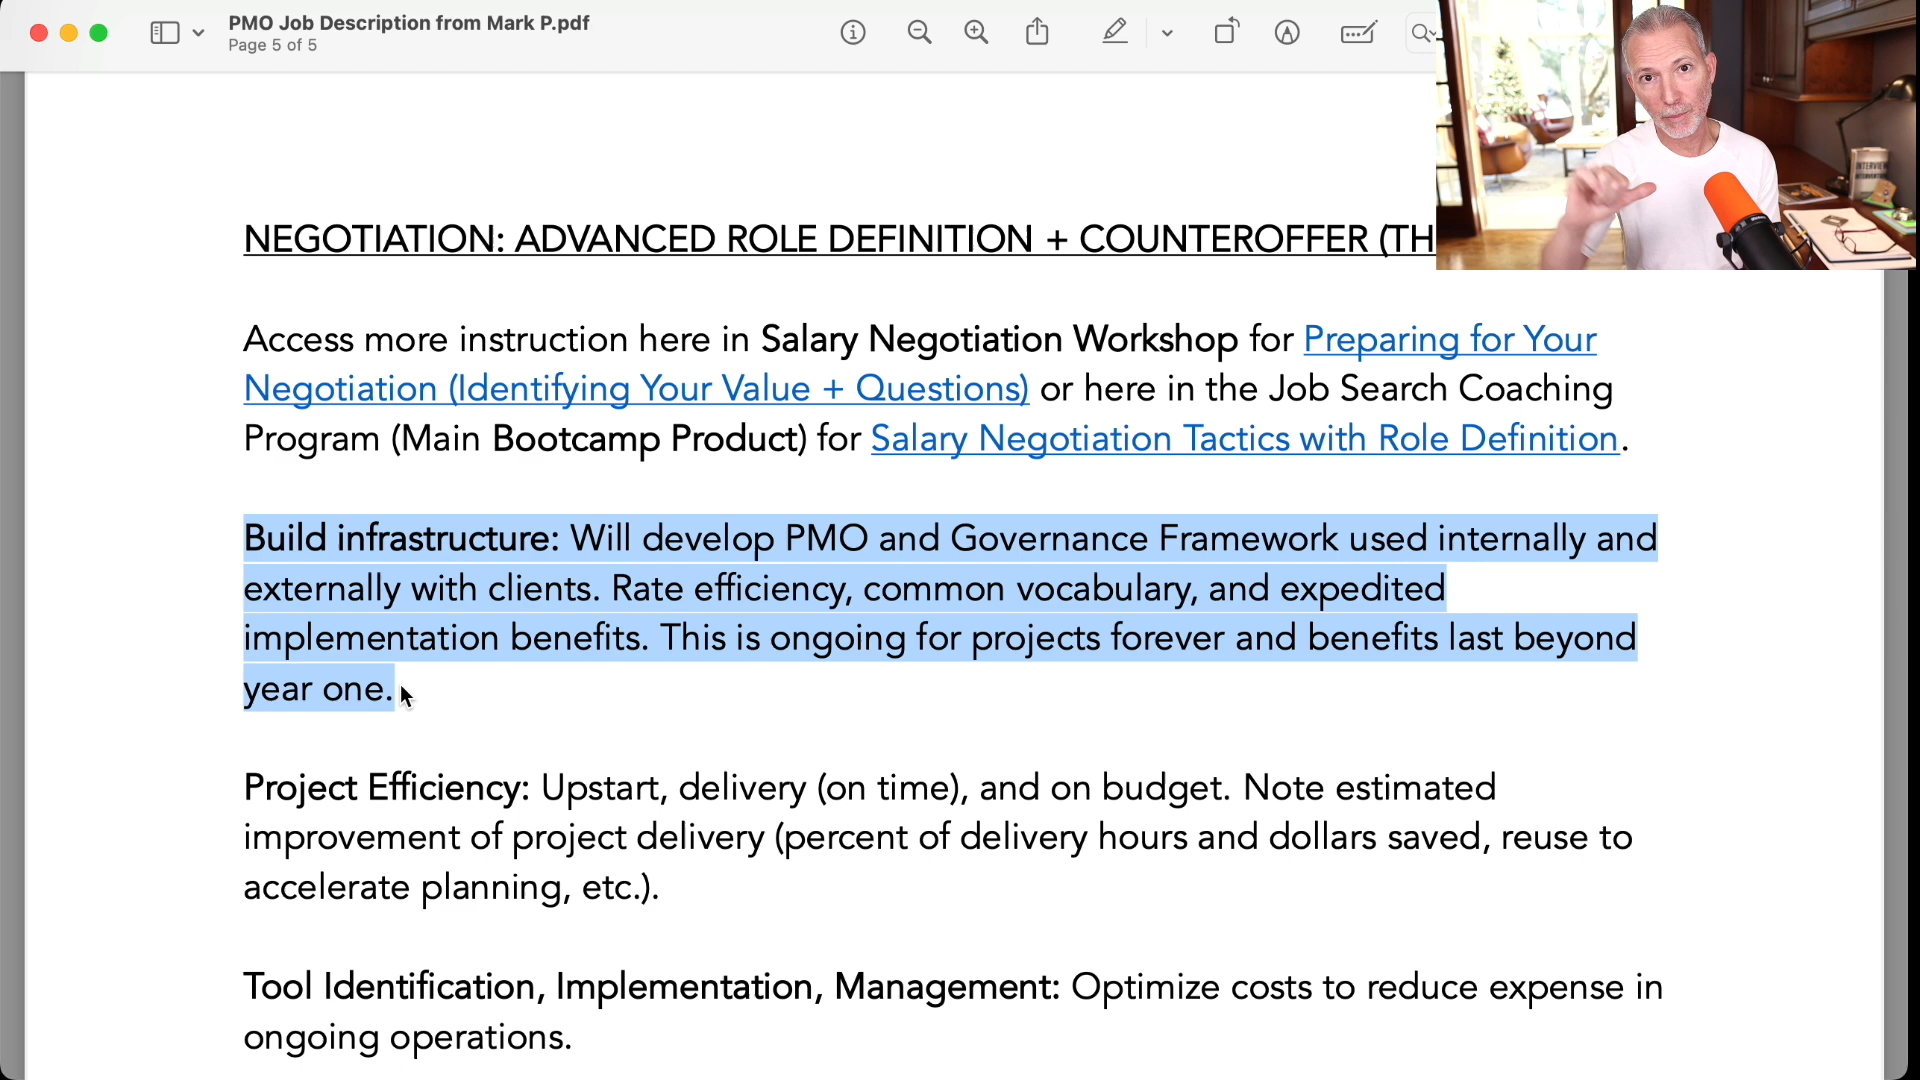 PMO Job Description from Mark P.pdf
Page 5 of 5
NEGOTIATION: ADVANCED ROLE DEFINITION + COUNTEROFFER (TH
Access more instruction here in Salary Negotiation Workshop for Preparing for Your
Negotiation (Identifying Your Value + Questions) or here in the Job Search Coaching
Program (Main Bootcamp Product) for Salary Negotiation Tactics with Role Definition.
Build infrastructure: Will develop PMO and Governance Framework used internally and
externally with clients. Rate efficiency, common vocabulary, and expedited
implementation benefits. This is ongoing for projects forever and benefits last beyond
year one.
Project Efficiency: Upstart, delivery (on time), and on budget. Note estimated
improvement of project delivery (percent of delivery hours and dollars saved, reuse to
accelerate planning, etc.).
Tool Identification, Implementation, Management: Optimize costs to reduce expense in
ongoing operations.